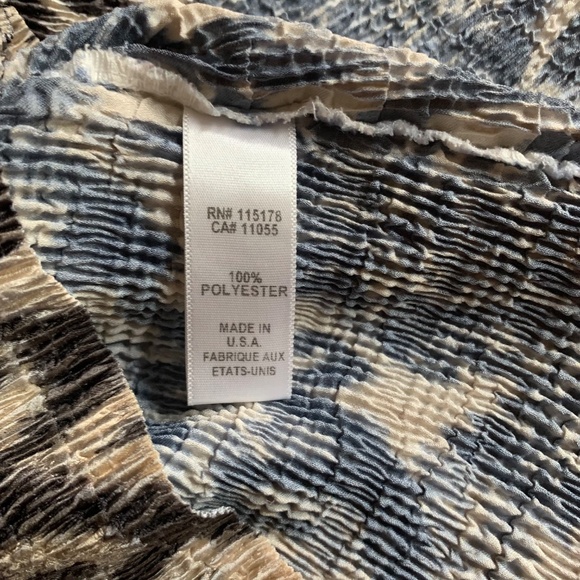 RN# 115178
CA# 11055
100%
POLYESTER
MADE IN
U.S.A.
FABRIQUE AUX
ETATS-UNIS